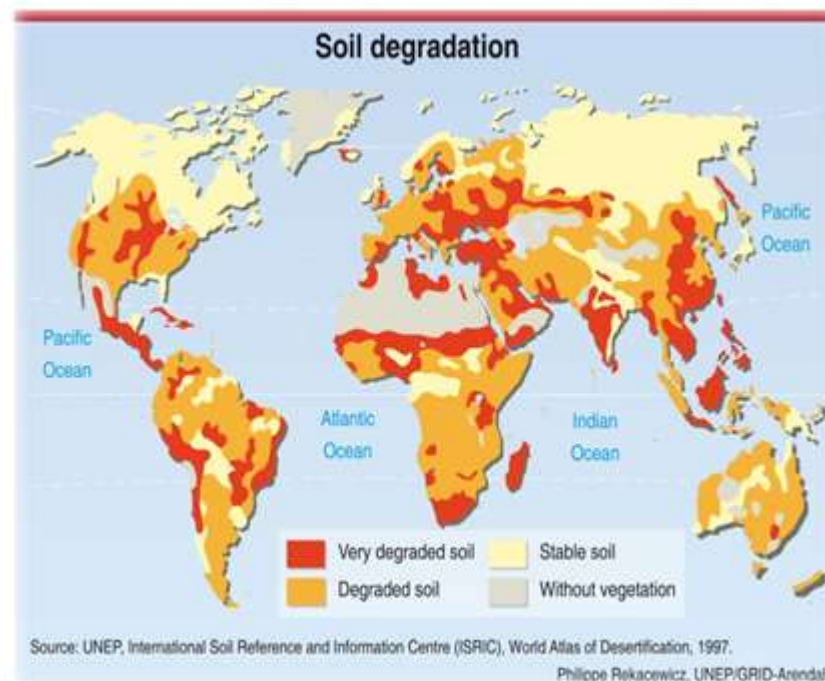 Soil degradation
Pacific
Ocean
Pacific
Ocean
Atlantic
Ocean
Indian
Ocean
Very degraded soil
Stable soil
Degraded soil
Without vegetation
Source: UNEP, International Soil Reference and Information Centre (ISRIC), World Atlas of Desertification, 1997.
Philippe Rekacewicz, UNEP/GRID-Arendal